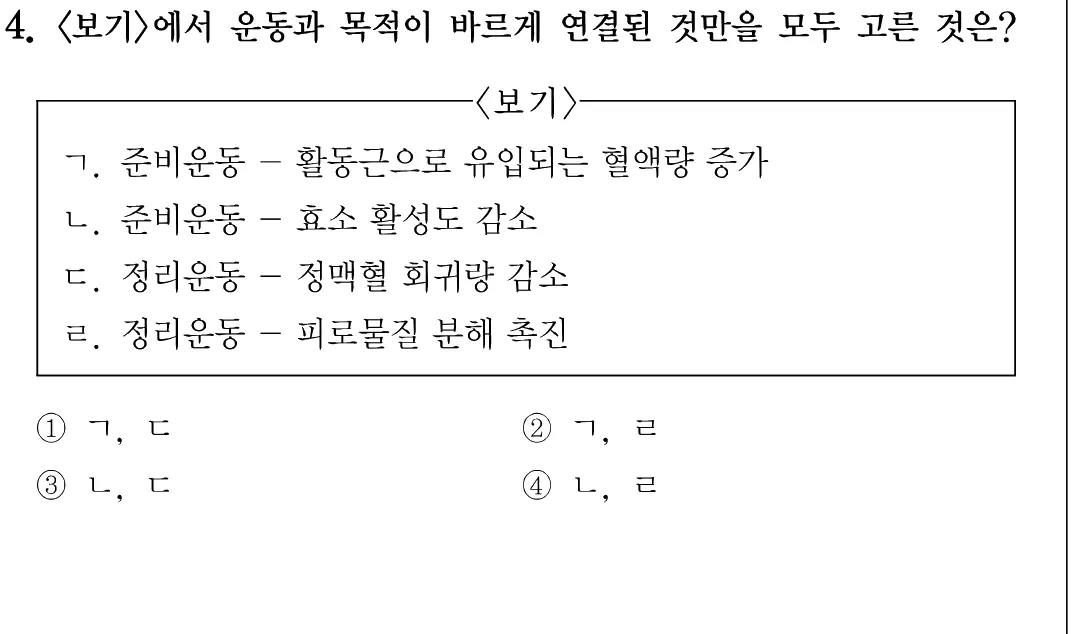 4. 〈보기〉에서 운동과 목적이 바르게 연결된 것만을 모두 고른 것은?
〈보기〉
ㄱ. 준비운동 - 활동근으로 유입되는 혈액량 증가
ㄴ. 준비운동 - 효소 활성도 감소
ㄷ. 정리운동 - 정맥혈 회귀량 감소
ㄹ. 정리운동 - 피로물질 분해 촉진
① ㄱ, ㄷ ② ㄱ, ㄹ
③ ㄴ, ㄷ ④ ㄴ, ㄹ